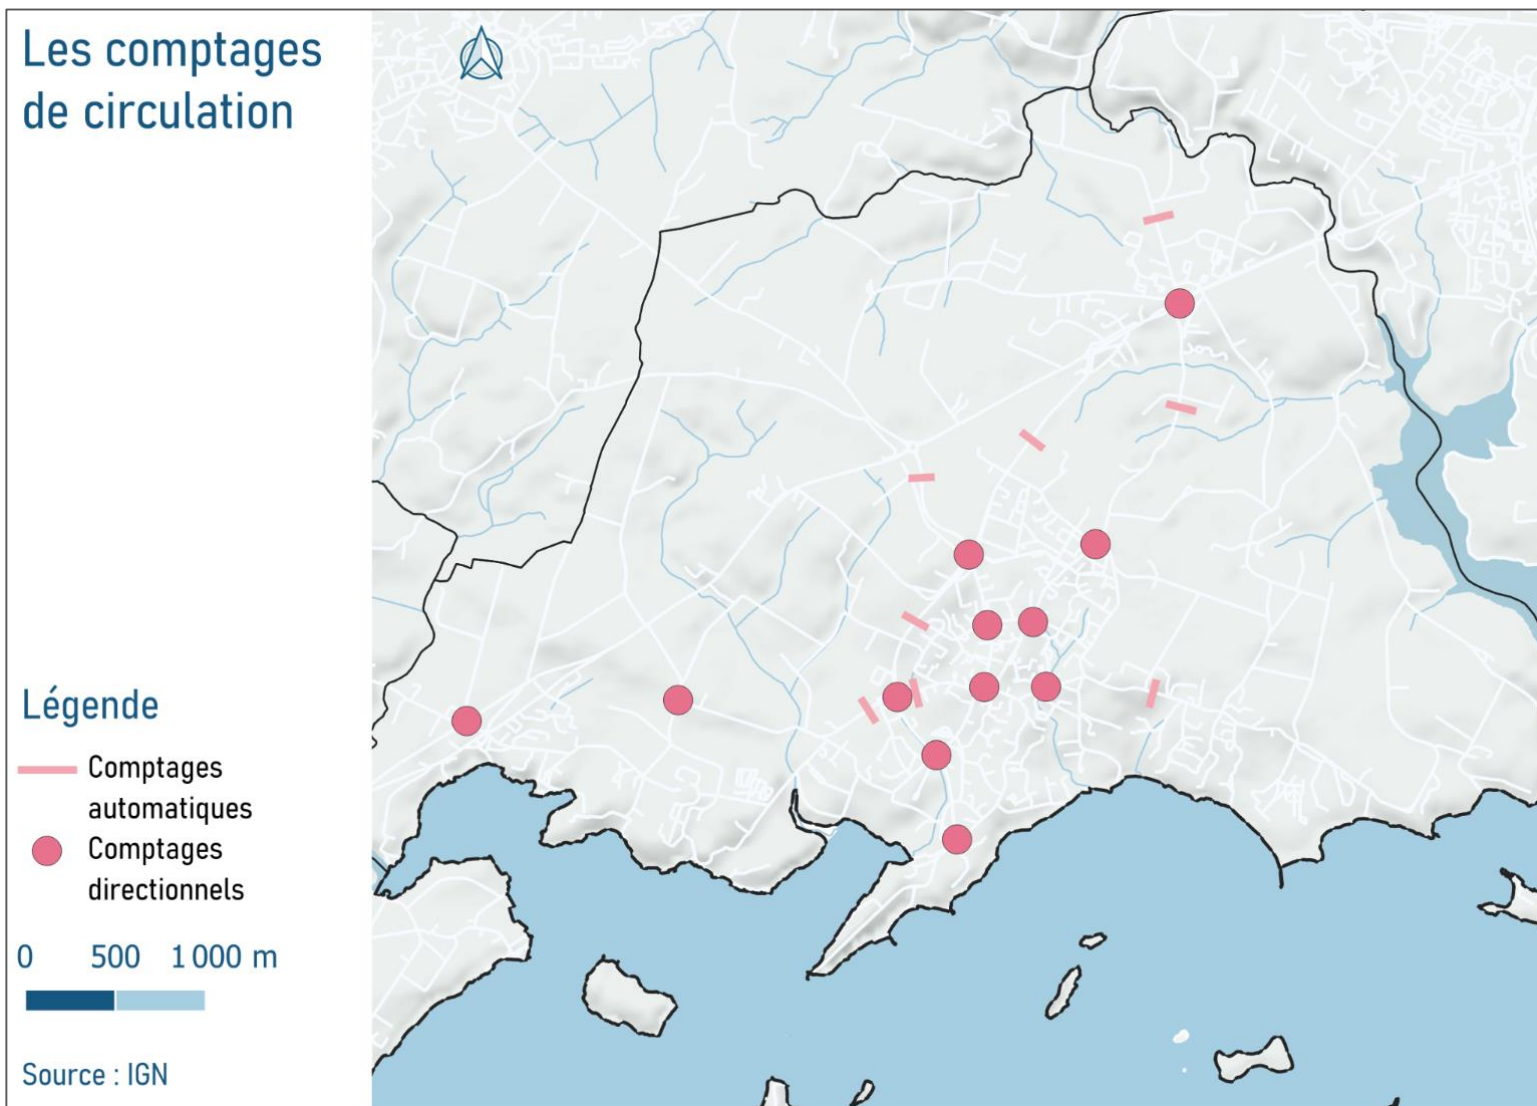 Les comptages
de circulation
Légende
Comptages
automatiques
Comptages
directionnels
0 500 1 000 m
Source : IGN